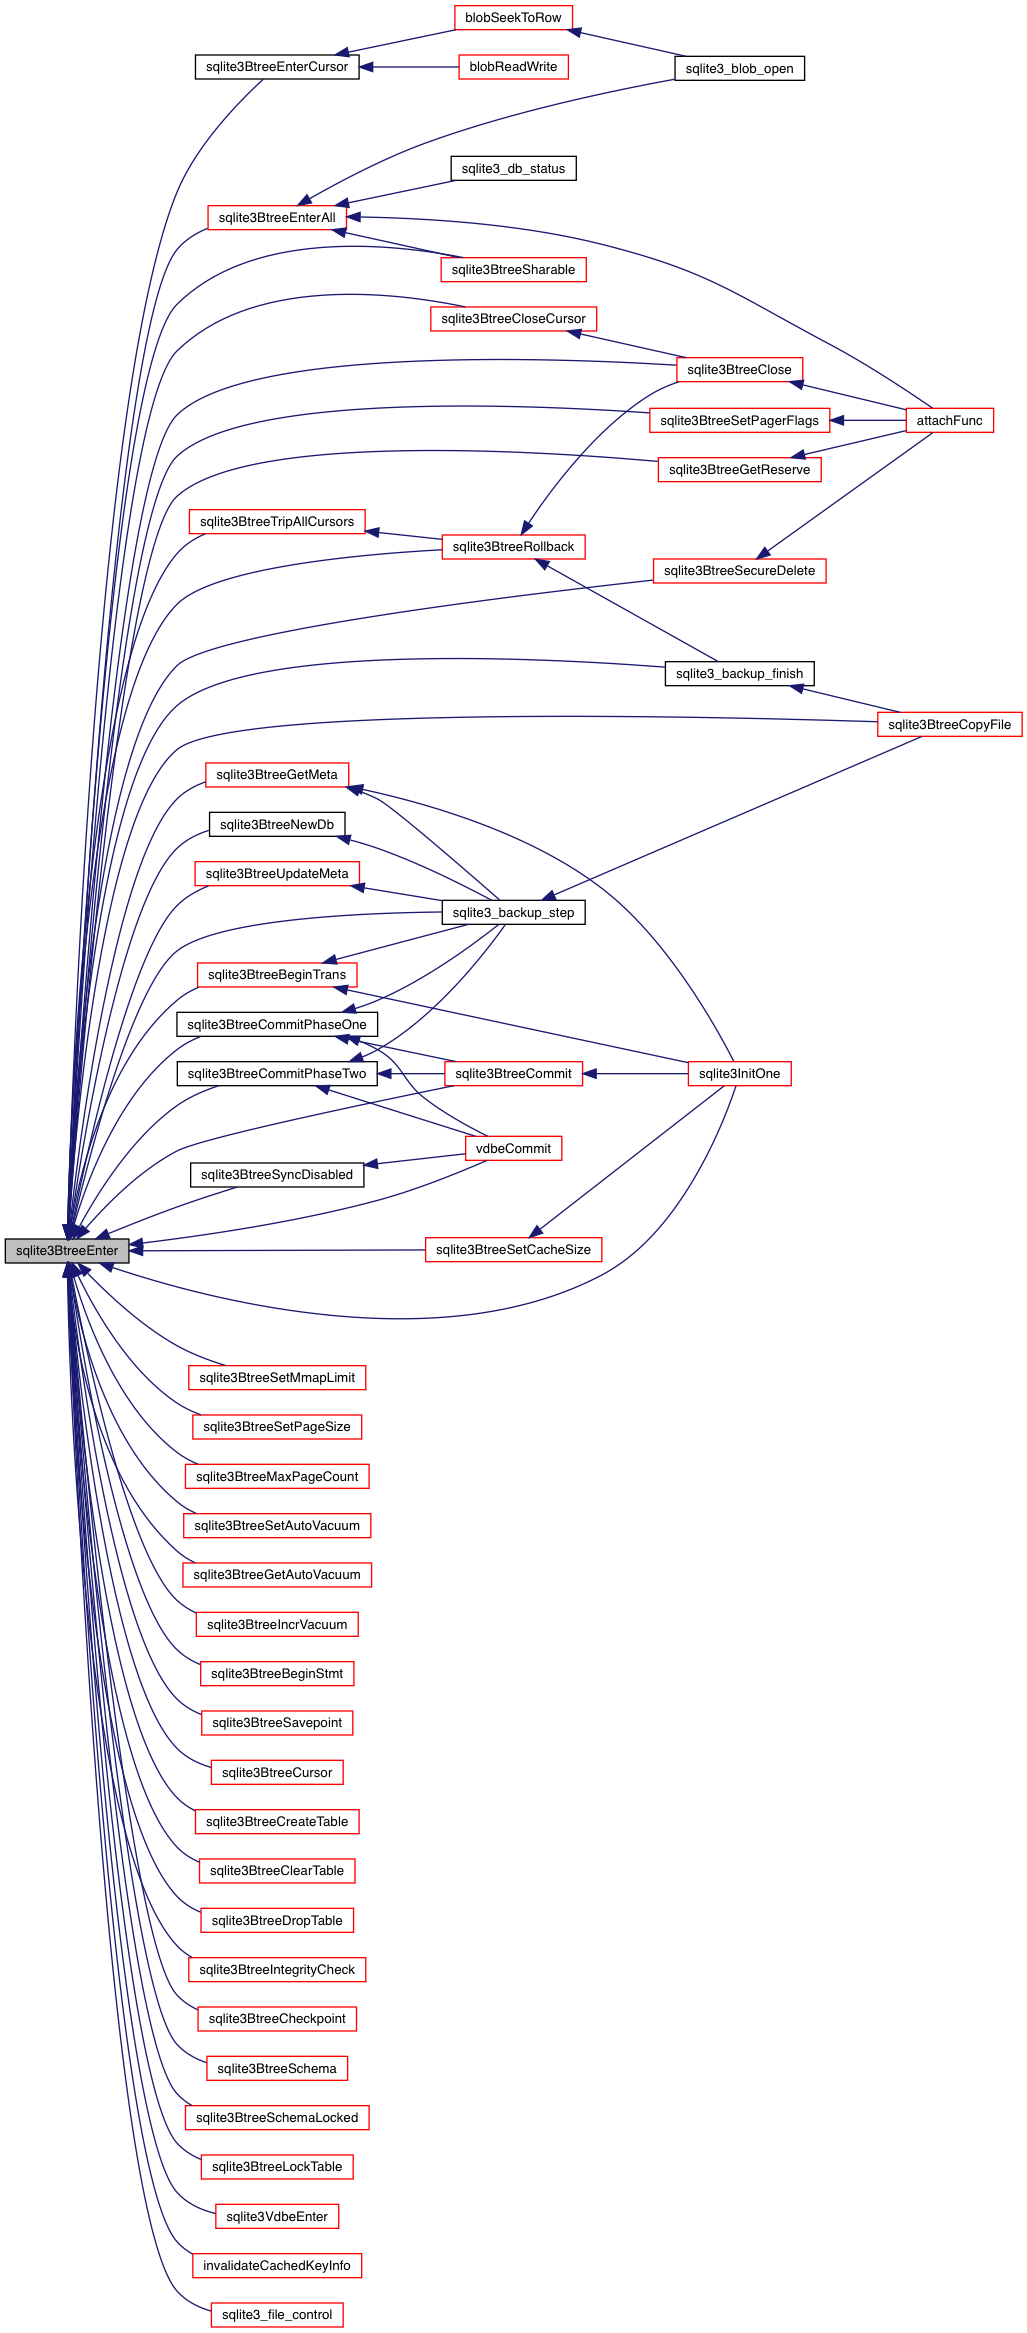 blobSeekToRow
sqlite3BtreeEnterCursor
blobReadWrite
sqlite3_blob_open
sqlite3_db_status
sqlite3BtreeEnterAll
sqlite3BtreeSharable
sqlite3BtreeCloseCursor
sqlite3BtreeClose
sqlite3BtreeSetPagerFlags
attachFunc
sqlite3BtreeGetReserve
sqlite3BtreeTripAllCursors
sqlite3BtreeRollback
sqlite3BtreeSecureDelete
sqlite3_backup_finish
sqlite3BtreeCopyFile
sqlite3BtreeGetMeta
sqlite3BtreeNewDb
sqlite3BtreeUpdateMeta
sqlite3_backup_step
sqlite3BtreeBeginTrans
sqlite3BtreeCommitPhaseOne
sqlite3BtreeCommitPhaseTwo
sqlite3BtreeCommit
sqlite3InitOne
vdbeCommit
sqlite3BtreeSyncDisabled
sqlite3BtreeEnter
sqlite3BtreeSetCacheSize
sqlite3BtreeSetMmapLimit
sqlite3BtreeSetPageSize
sqlite3BtreeMaxPageCount
sqlite3BtreeSetAutoVacuum
sqlite3BtreeGetAutoVacuum
sqlite3BtreeIncrVacuum
sqlite3BtreeBeginStmt
sqlite3BtreeSavepoint
sqlite3BtreeCursor
sqlite3BtreeCreateTable
sqlite3BtreeClearTable
sqlite3BtreeDropTable
sqlite3BtreeIntegrityCheck
sqlite3BtreeCheckpoint
sqlite3BtreeSchema
sqlite3BtreeSchemaLocked
sqlite3BtreeLockTable
sqlite3VdbeEnter
invalidateCachedKeyInfo
sqlite3_file_control